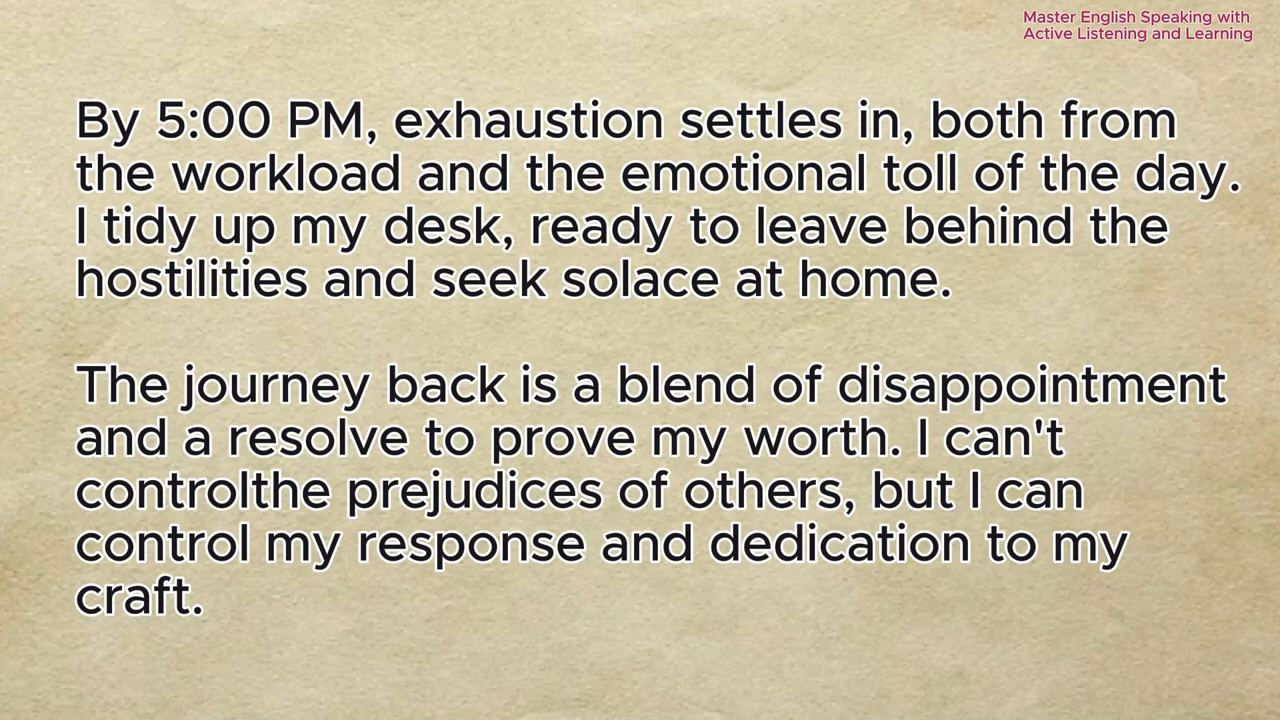 Master English Speaking with
Active Listening and Learning
By 5:00 PM, exhaustion settles in, both from
the workload and the emotional toll of the day.
I tidy up my desk, ready to leave behind the
hostilities and seek solace at home.
The journey back is a blend of disappointment
and a resolve to prove my worth. I can't
controlthe prejudices of others, but I can
control my response and dedication to my
craft.